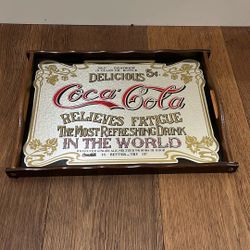 DELICIOUS 5¢
Coca-Cola
RELIEVES FATIGUE
THE MOST REFRESHING DRINK
IN THE WORLD